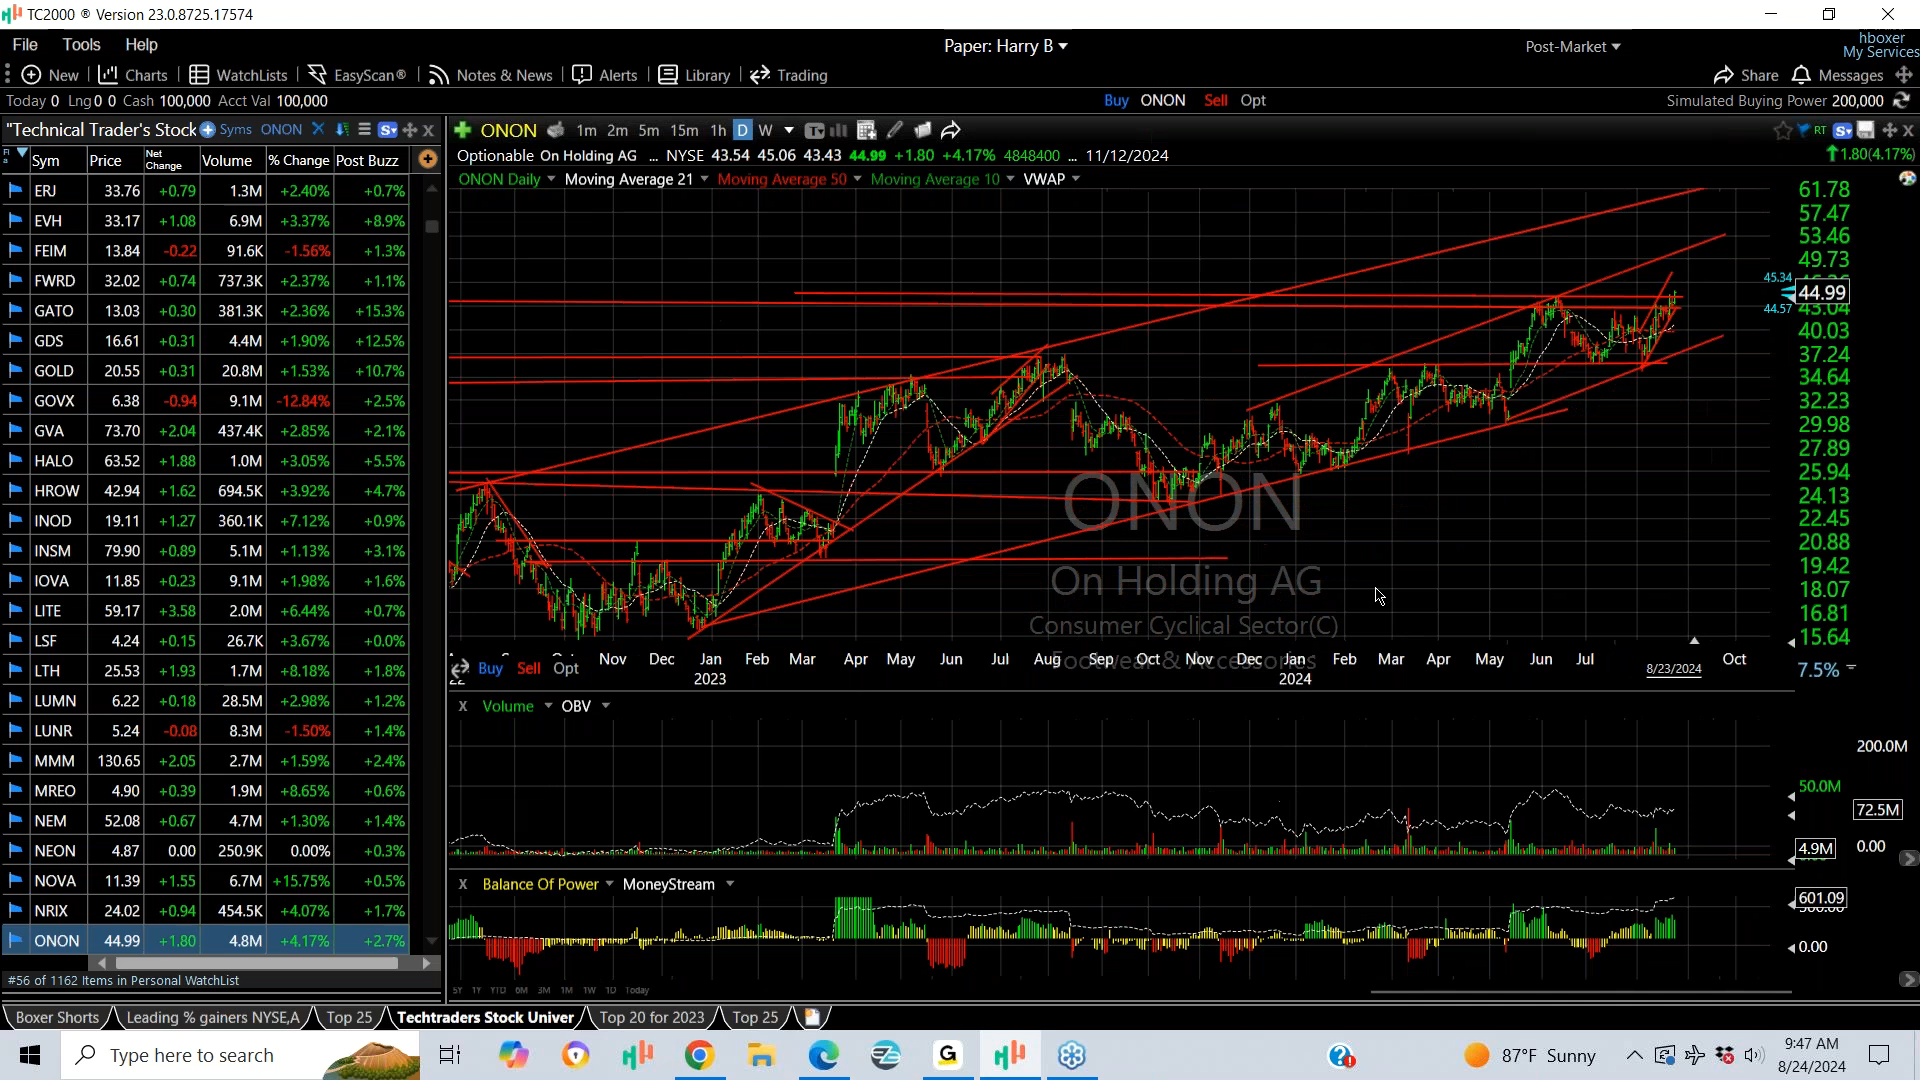 TC2000 ® Version 23.0.8725.17574
File Tools Help Paper: Harry B Post-Market hboxer
My Services
New Charts WatchLists EasyScan® Notes & News Alerts Library Trading Share Messages
Today 0 Lng 0 0 Cash 100,000 Acct Val 100,000 Buy ONON Sell Opt Simulated Buying Power 200,000
"Technical Trader's Stock Syms ONON
ONON 1m 2m 5m 15m 1h D W RT
Sym Price Net Change Volume % Change Post Buzz
Optionable On Holding AG ... NYSE 43.54 45.06 43.43 44.99 +1.80 +4.17% 4848400 ... 11/12/2024 1.80(4.17%)
ONON Daily Moving Average 21 Moving Average 50 Moving Average 10 VWAP
ERJ 33.76 +0.79 1.3M +2.40% +0.7%
EVH 33.17 +1.08 6.9M +3.37% +8.9%
FEIM 13.84 -0.22 91.6K -1.56% +1.3%
FWRD 32.02 +0.74 737.3K +2.37% +1.1%
GATO 13.03 +0.30 381.3K +2.36% +15.3%
GDS 16.61 +0.31 4.4M +1.90% +12.5%
GOLD 20.55 +0.31 20.8M +1.53% +10.7%
GOVX 6.38 -0.94 9.1M -12.84% +2.5%
GVA 73.70 +2.04 437.4K +2.85% +2.1%
HALO 63.52 +1.88 1.0M +3.05% +5.5%
HROW 42.94 +1.62 694.5K +3.92% +4.7%
INOD 19.11 +1.27 360.1K +7.12% +0.9%
INSM 79.90 +0.89 5.1M +1.13% +3.1%
IOVA 11.85 +0.23 9.1M +1.98% +1.6%
LITE 59.17 +3.58 2.0M +6.44% +0.7%
LSF 4.24 +0.15 26.7K +3.67% +0.0%
LTH 25.53 +1.93 1.7M +8.18% +1.8%
LUMN 6.22 +0.18 28.5M +2.98% +1.2%
LUNR 5.24 -0.08 8.3M -1.50% +1.4%
MMM 130.65 +2.05 2.7M +1.59% +2.4%
MREO 4.90 +0.39 1.9M +8.65% +0.6%
NEM 52.08 +0.67 4.7M +1.30% +1.4%
NEON 4.87 0.00 250.9K 0.00% +0.3%
NOVA 11.39 +1.55 6.7M +15.75% +0.5%
NRIX 24.02 +0.94 454.5K +4.07% +1.7%
ONON 44.99 +1.80 4.8M +4.17% +2.7%
#56 of 1162 Items in Personal WatchList
61.78
57.47
53.46
49.73
45.34
44.99
44.57
43.04
40.03
37.24
34.64
32.23
29.98
27.89
25.94
24.13
22.45
20.88
19.42
18.07
16.81
15.64
7.5%
ONON
On Holding AG
Consumer Cyclical Sector(C)
Footwear & Accessories
Buy Sell Opt
Nov Dec Jan Feb Mar Apr May Jun Jul Aug Sep Oct Nov Dec Jan Feb Mar Apr May Jun Jul 8/23/2024 Oct
22 2023 2024
X Volume OBV
200.0M
50.0M
72.5M
4.9M 0.00
X Balance Of Power MoneyStream
601.09
0.00
5Y 1Y YTD 6M 3M 1M 1W 1D Today
Boxer Shorts Leading % gainers NYSE,A Top 25 Techtraders Stock Univer Top 20 for 2023 Top 25
Type here to search 87°F Sunny 9:47 AM
8/24/2024